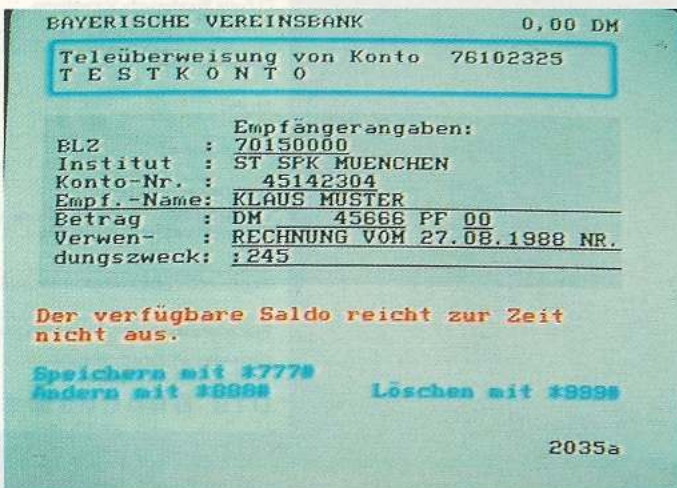 BAYERISCHE VEREINSBANK 0,00 DM
Teleüberweisung von Konto 76102325
T E S T K O N T O
Empfängerangaben:
BLZ : 70150000
Institut : ST SPK MUENCHEN
Konto-Nr. : 45142304
Empf.-Name: KLAUS MUSTER
Betrag : DM 45666 PF 00
Verwen- : RECHNUNG VOM 27.08.1988 NR.
dungszweck: :245
Der verfügbare Saldo reicht zur Zeit
nicht aus.
Speichern mit *777#
Ändern mit *888# Löschen mit *999#
2035a